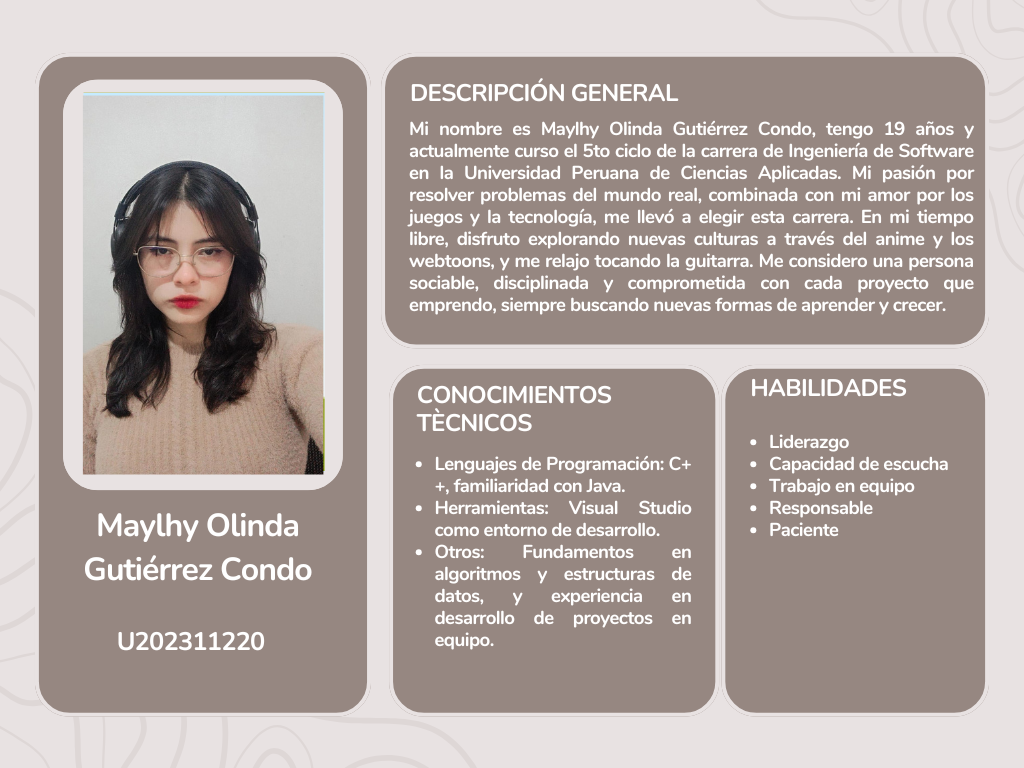 Maylhy Olinda
Gutiérrez Condo
U202311220
DESCRIPCIÓN GENERAL
Mi nombre es Maylhy Olinda Gutiérrez Condo, tengo 19 años y
actualmente curso el 5to ciclo de la carrera de Ingeniería de Software
en la Universidad Peruana de Ciencias Aplicadas. Mi pasión por
resolver problemas del mundo real, combinada con mi amor por los
juegos y la tecnología, me llevó a elegir esta carrera. En mi tiempo
libre, disfruto explorando nuevas culturas a través del anime y los
webtoons, y me relajo tocando la guitarra. Me considero una persona
sociable, disciplinada y comprometida con cada proyecto que
emprendo, siempre buscando nuevas formas de aprender y crecer.
CONOCIMIENTOS
TÈCNICOS
• Lenguajes de Programación: C+
+, familiaridad con Java.
• Herramientas: Visual Studio
como entorno de desarrollo.
• Otros: Fundamentos en
algoritmos y estructuras de
datos, y experiencia en
desarrollo de proyectos en
equipo.
HABILIDADES
• Liderazgo
• Capacidad de escucha
• Trabajo en equipo
• Responsable
• Paciente